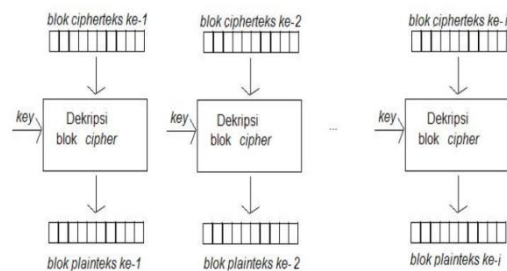 blok cipherteks ke-1
blok cipherteks ke-2
blok cipherteks ke-i
key
Dekripsi
blok cipher
key
Dekripsi
blok cipher
...
key
Dekripsi
blok cipher
blok plainteks ke-1
blok plainteks ke-2
blok plainteks ke-i